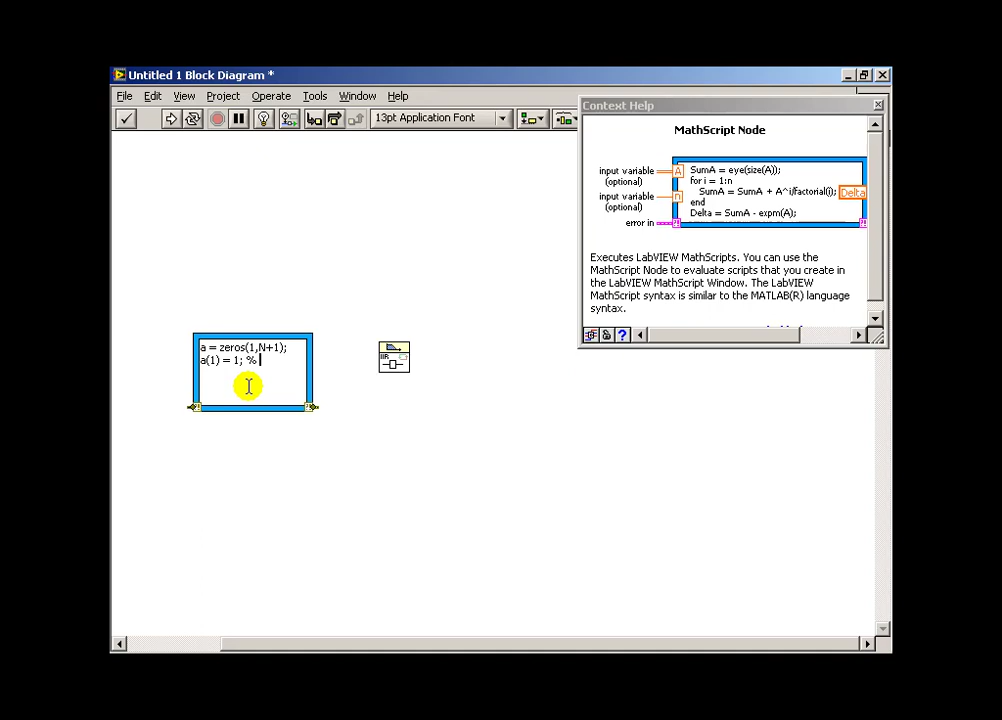 Untitled 1 Block Diagram *
File Edit View Project Operate Tools Window Help
13pt Application Font
Context Help
MathScript Node
input variable
(optional)
input variable
(optional)
error in
A
n
SumA = eye(size(A));
for i = 1:n
SumA = SumA + A^i/factorial(i);
end
Delta = SumA - expm(A);
Delta
Executes LabVIEW MathScripts. You can use the
MathScript Node to evaluate scripts that you create in
the LabVIEW MathScript Window. The LabVIEW
MathScript syntax is similar to the MATLAB(R) language
syntax.
a = zeros(1,N+1);
a(1) = 1; %
IIR